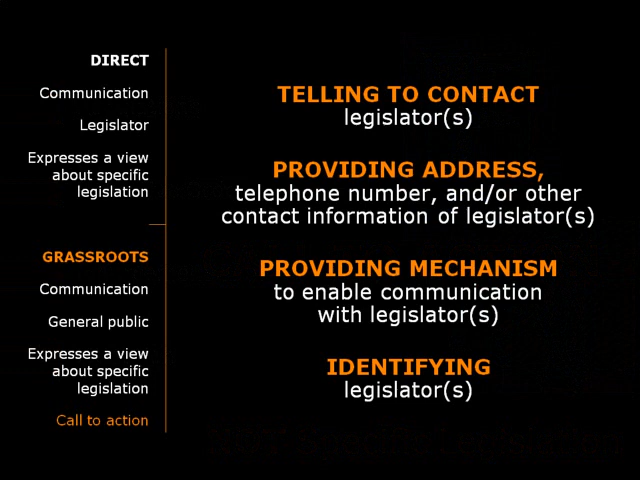 DIRECT
Communication
Legislator
Expresses a view
about specific
legislation
GRASSROOTS
Communication
General public
Expresses a view
about specific
legislation
Call to action
TELLING TO CONTACT
legislator(s)
PROVIDING ADDRESS,
telephone number, and/or other
contact information of legislator(s)
PROVIDING MECHANISM
to enable communication
with legislator(s)
IDENTIFYING
legislator(s)